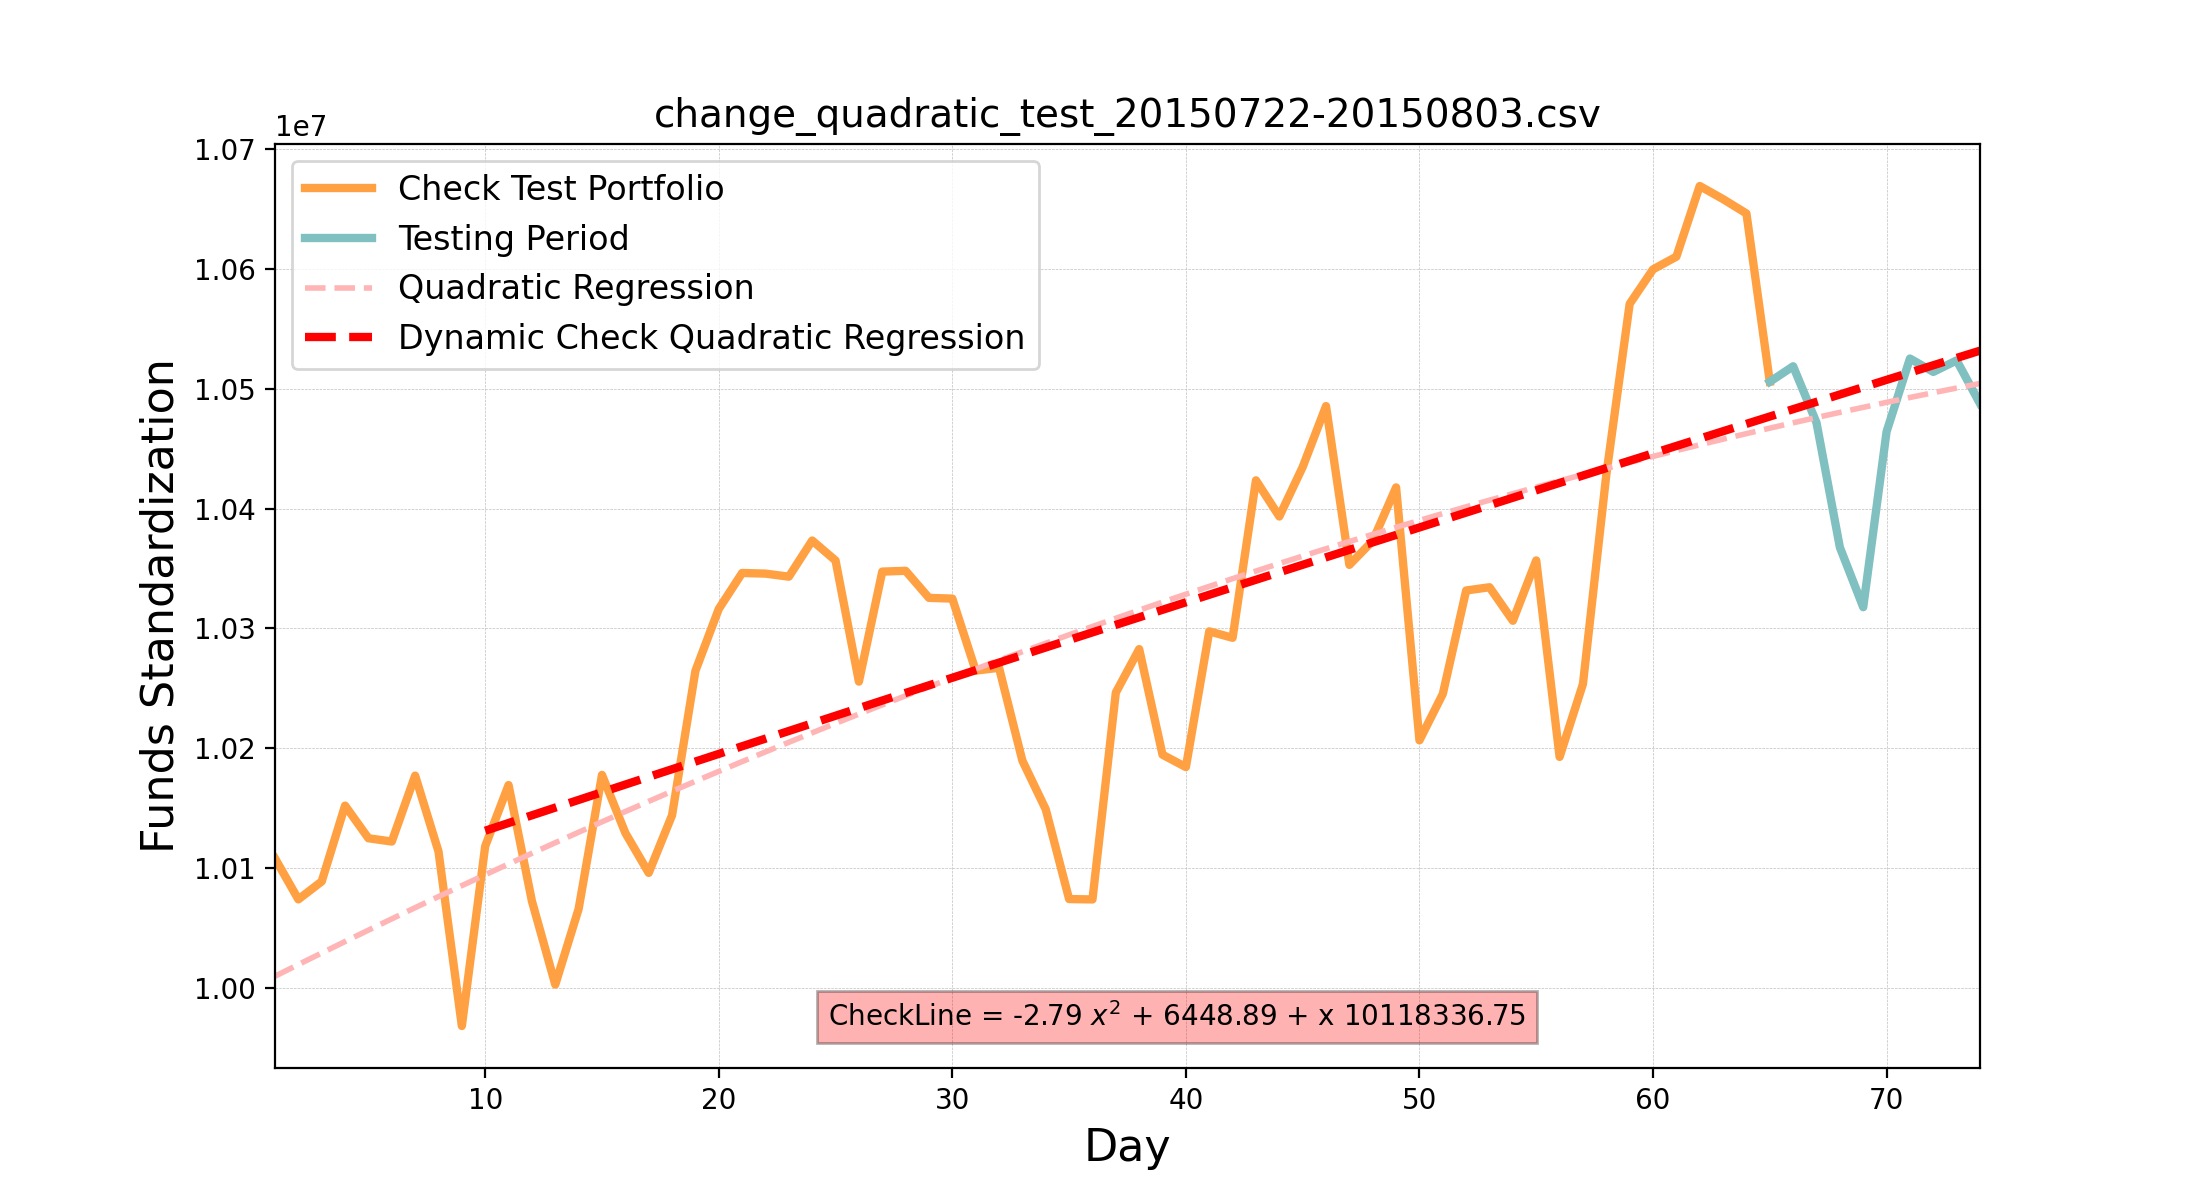 change_quadratic_test_20150722-20150803.csv
1e7
1.07
1.06
1.05
1.04
1.03
1.02
1.01
1.00
Funds Standardization
Check Test Portfolio
Testing Period
Quadratic Regression
Dynamic Check Quadratic Regression
CheckLine = -2.79 x² + 6448.89 + x 10118336.75
10 20 30 40 50 60 70
Day